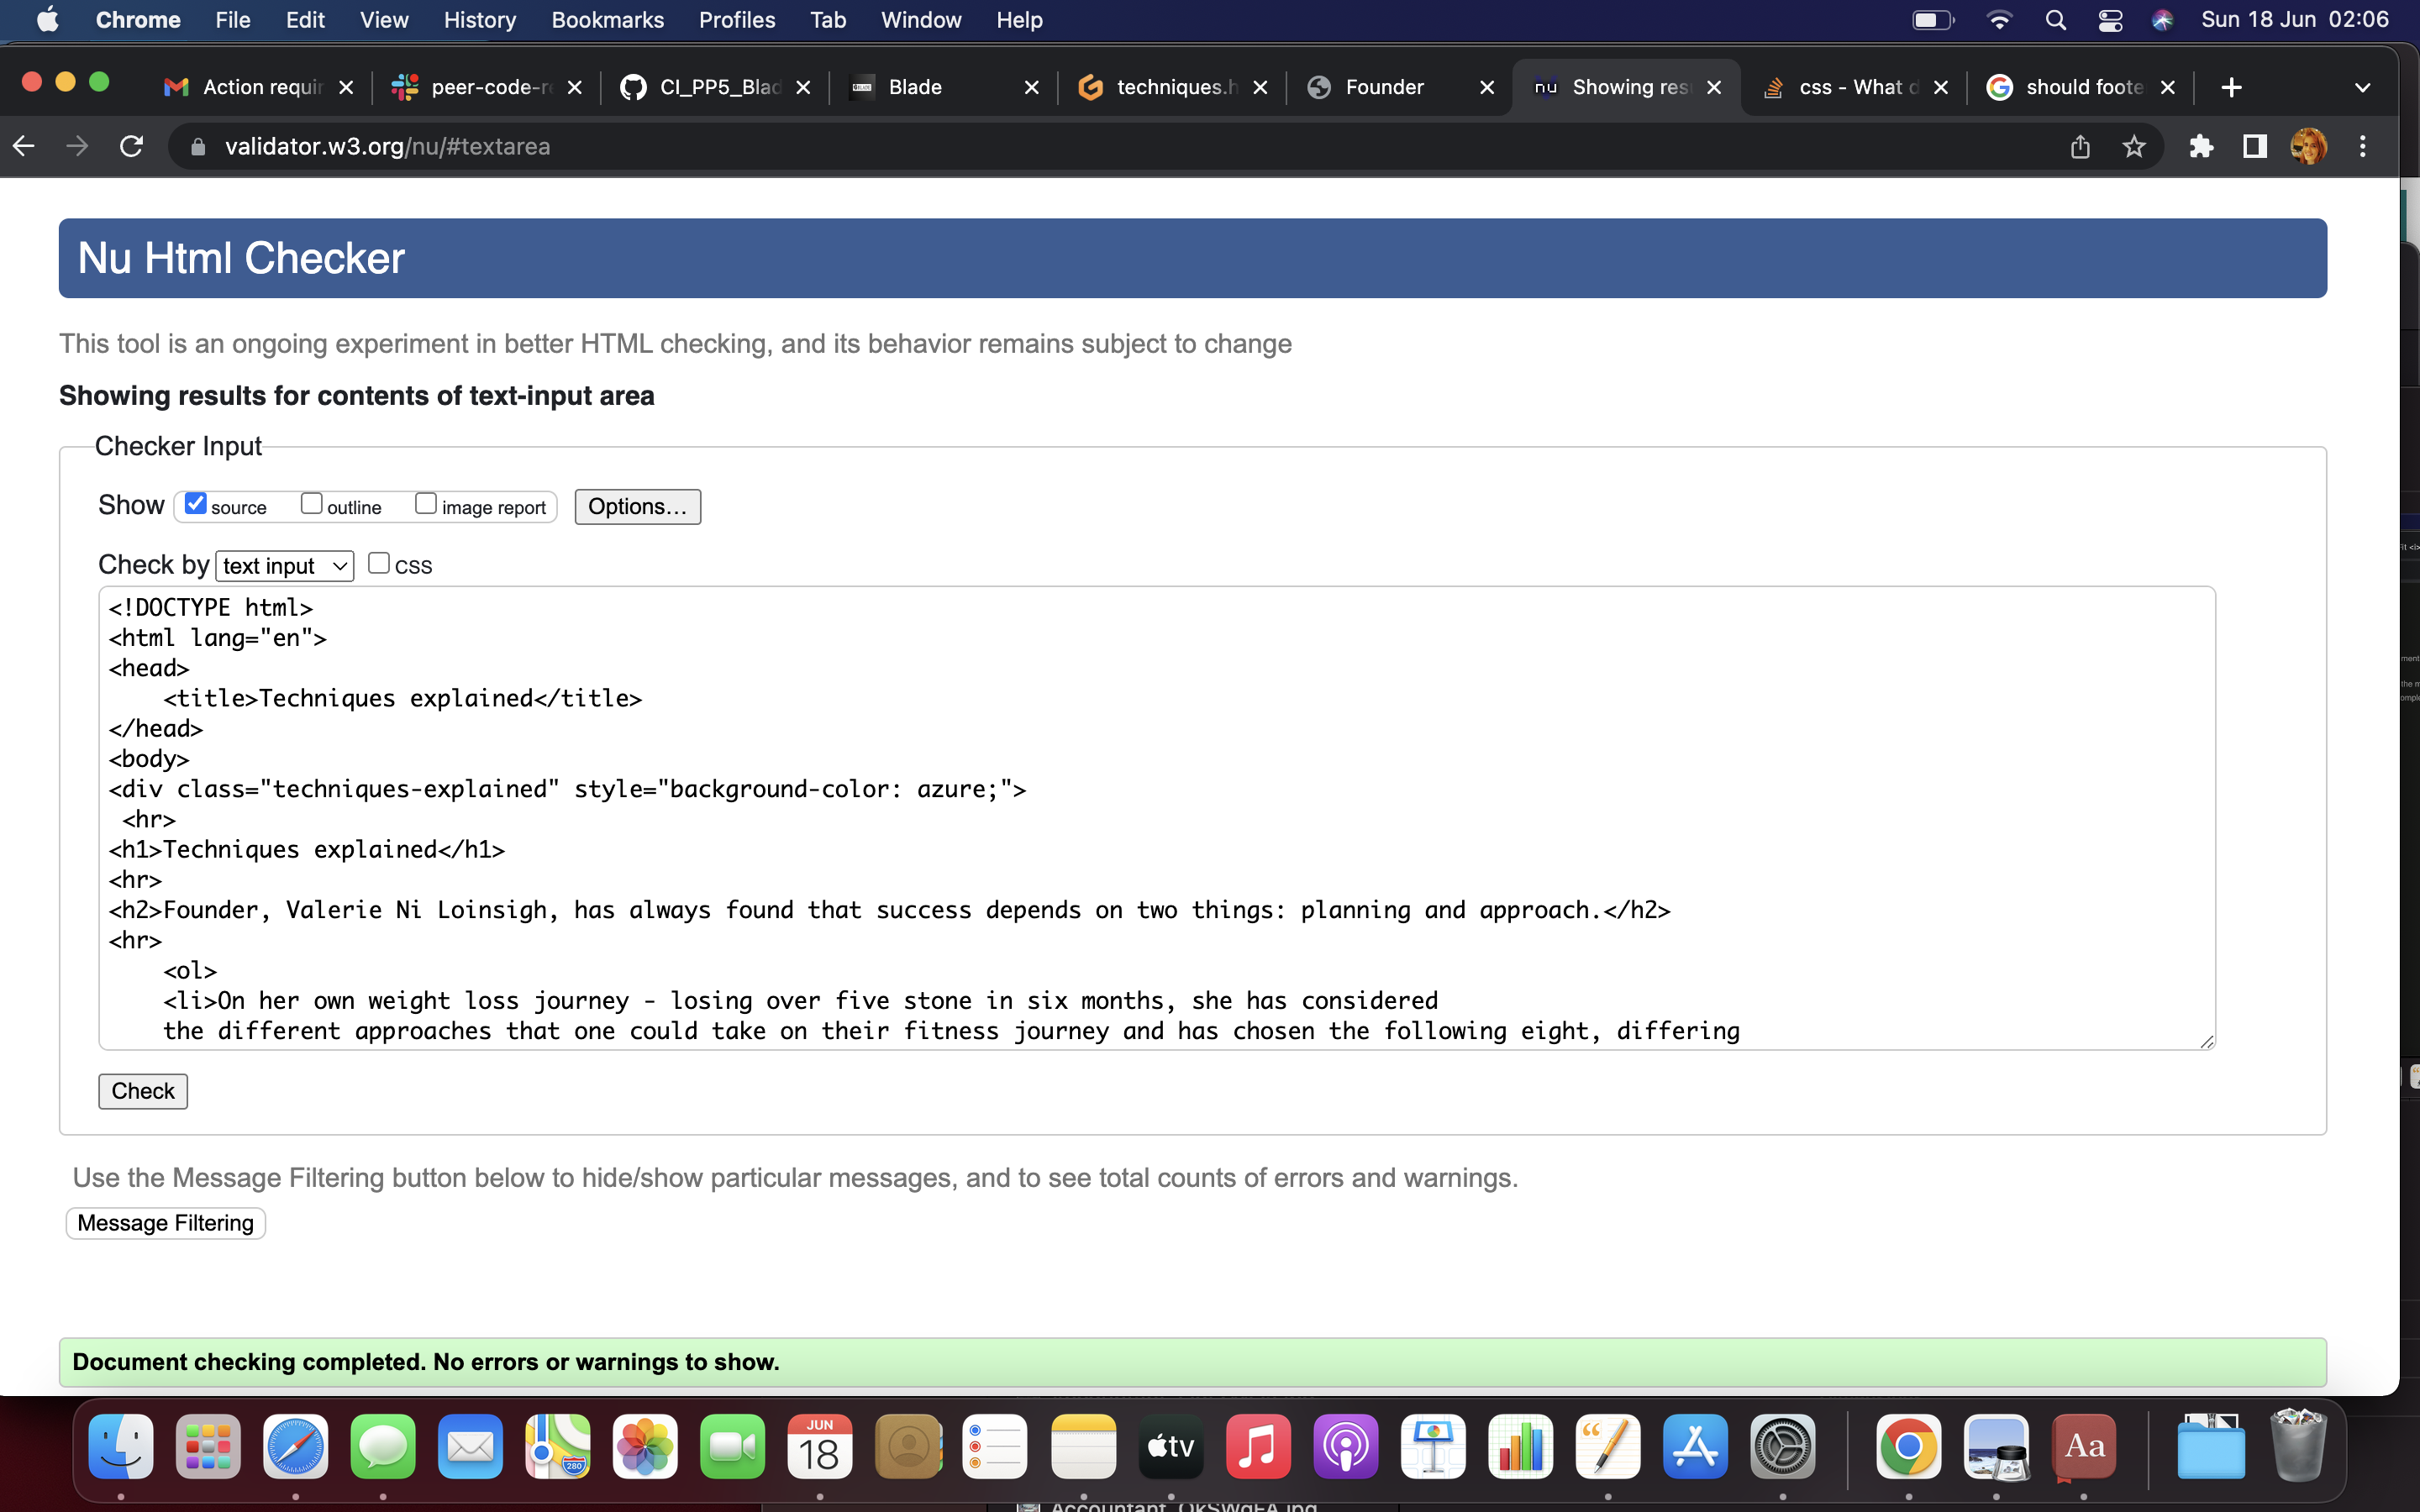 Chrome File Edit View History Bookmarks Profiles Tab Window Help Sun 18 Jun 02:06
Action requir peer-code-re CI_PP5_Blad Blade techniques.h Founder Showing res css - What d should foote
validator.w3.org/nu/#textarea
Nu Html Checker
This tool is an ongoing experiment in better HTML checking, and its behavior remains subject to change
Showing results for contents of text-input area
Checker Input
Show source outline image report Options...
Check by text input CSS
<!DOCTYPE html>
<html lang="en">
<head>
<title>Techniques explained</title>
</head>
<body>
<div class="techniques-explained" style="background-color: azure;">
<hr>
<h1>Techniques explained</h1>
<hr>
<h2>Founder, Valerie Ni Loinsigh, has always found that success depends on two things: planning and approach.</h2>
<hr>
<ol>
<li>On her own weight loss journey - losing over five stone in six months, she has considered
the different approaches that one could take on their fitness journey and has chosen the following eight, differing
Check
Use the Message Filtering button below to hide/show particular messages, and to see total counts of errors and warnings.
Message Filtering
Document checking completed. No errors or warnings to show.
JUN
18
tv
280
Aa